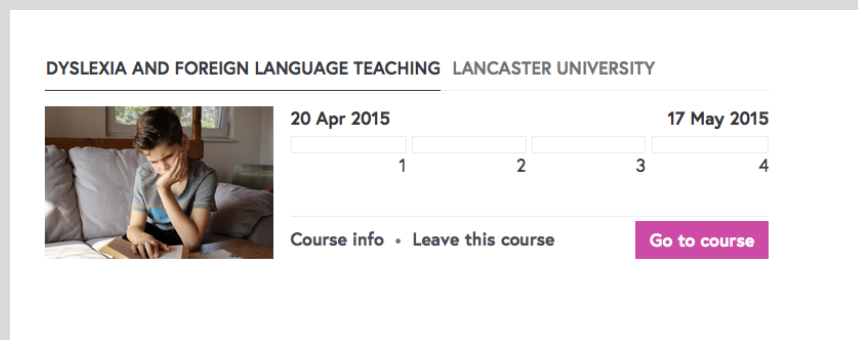 DYSLEXIA AND FOREIGN LANGUAGE TEACHING LANCASTER UNIVERSITY
20 Apr 2015 17 May 2015
1 2 3 4
Course info • Leave this course Go to course